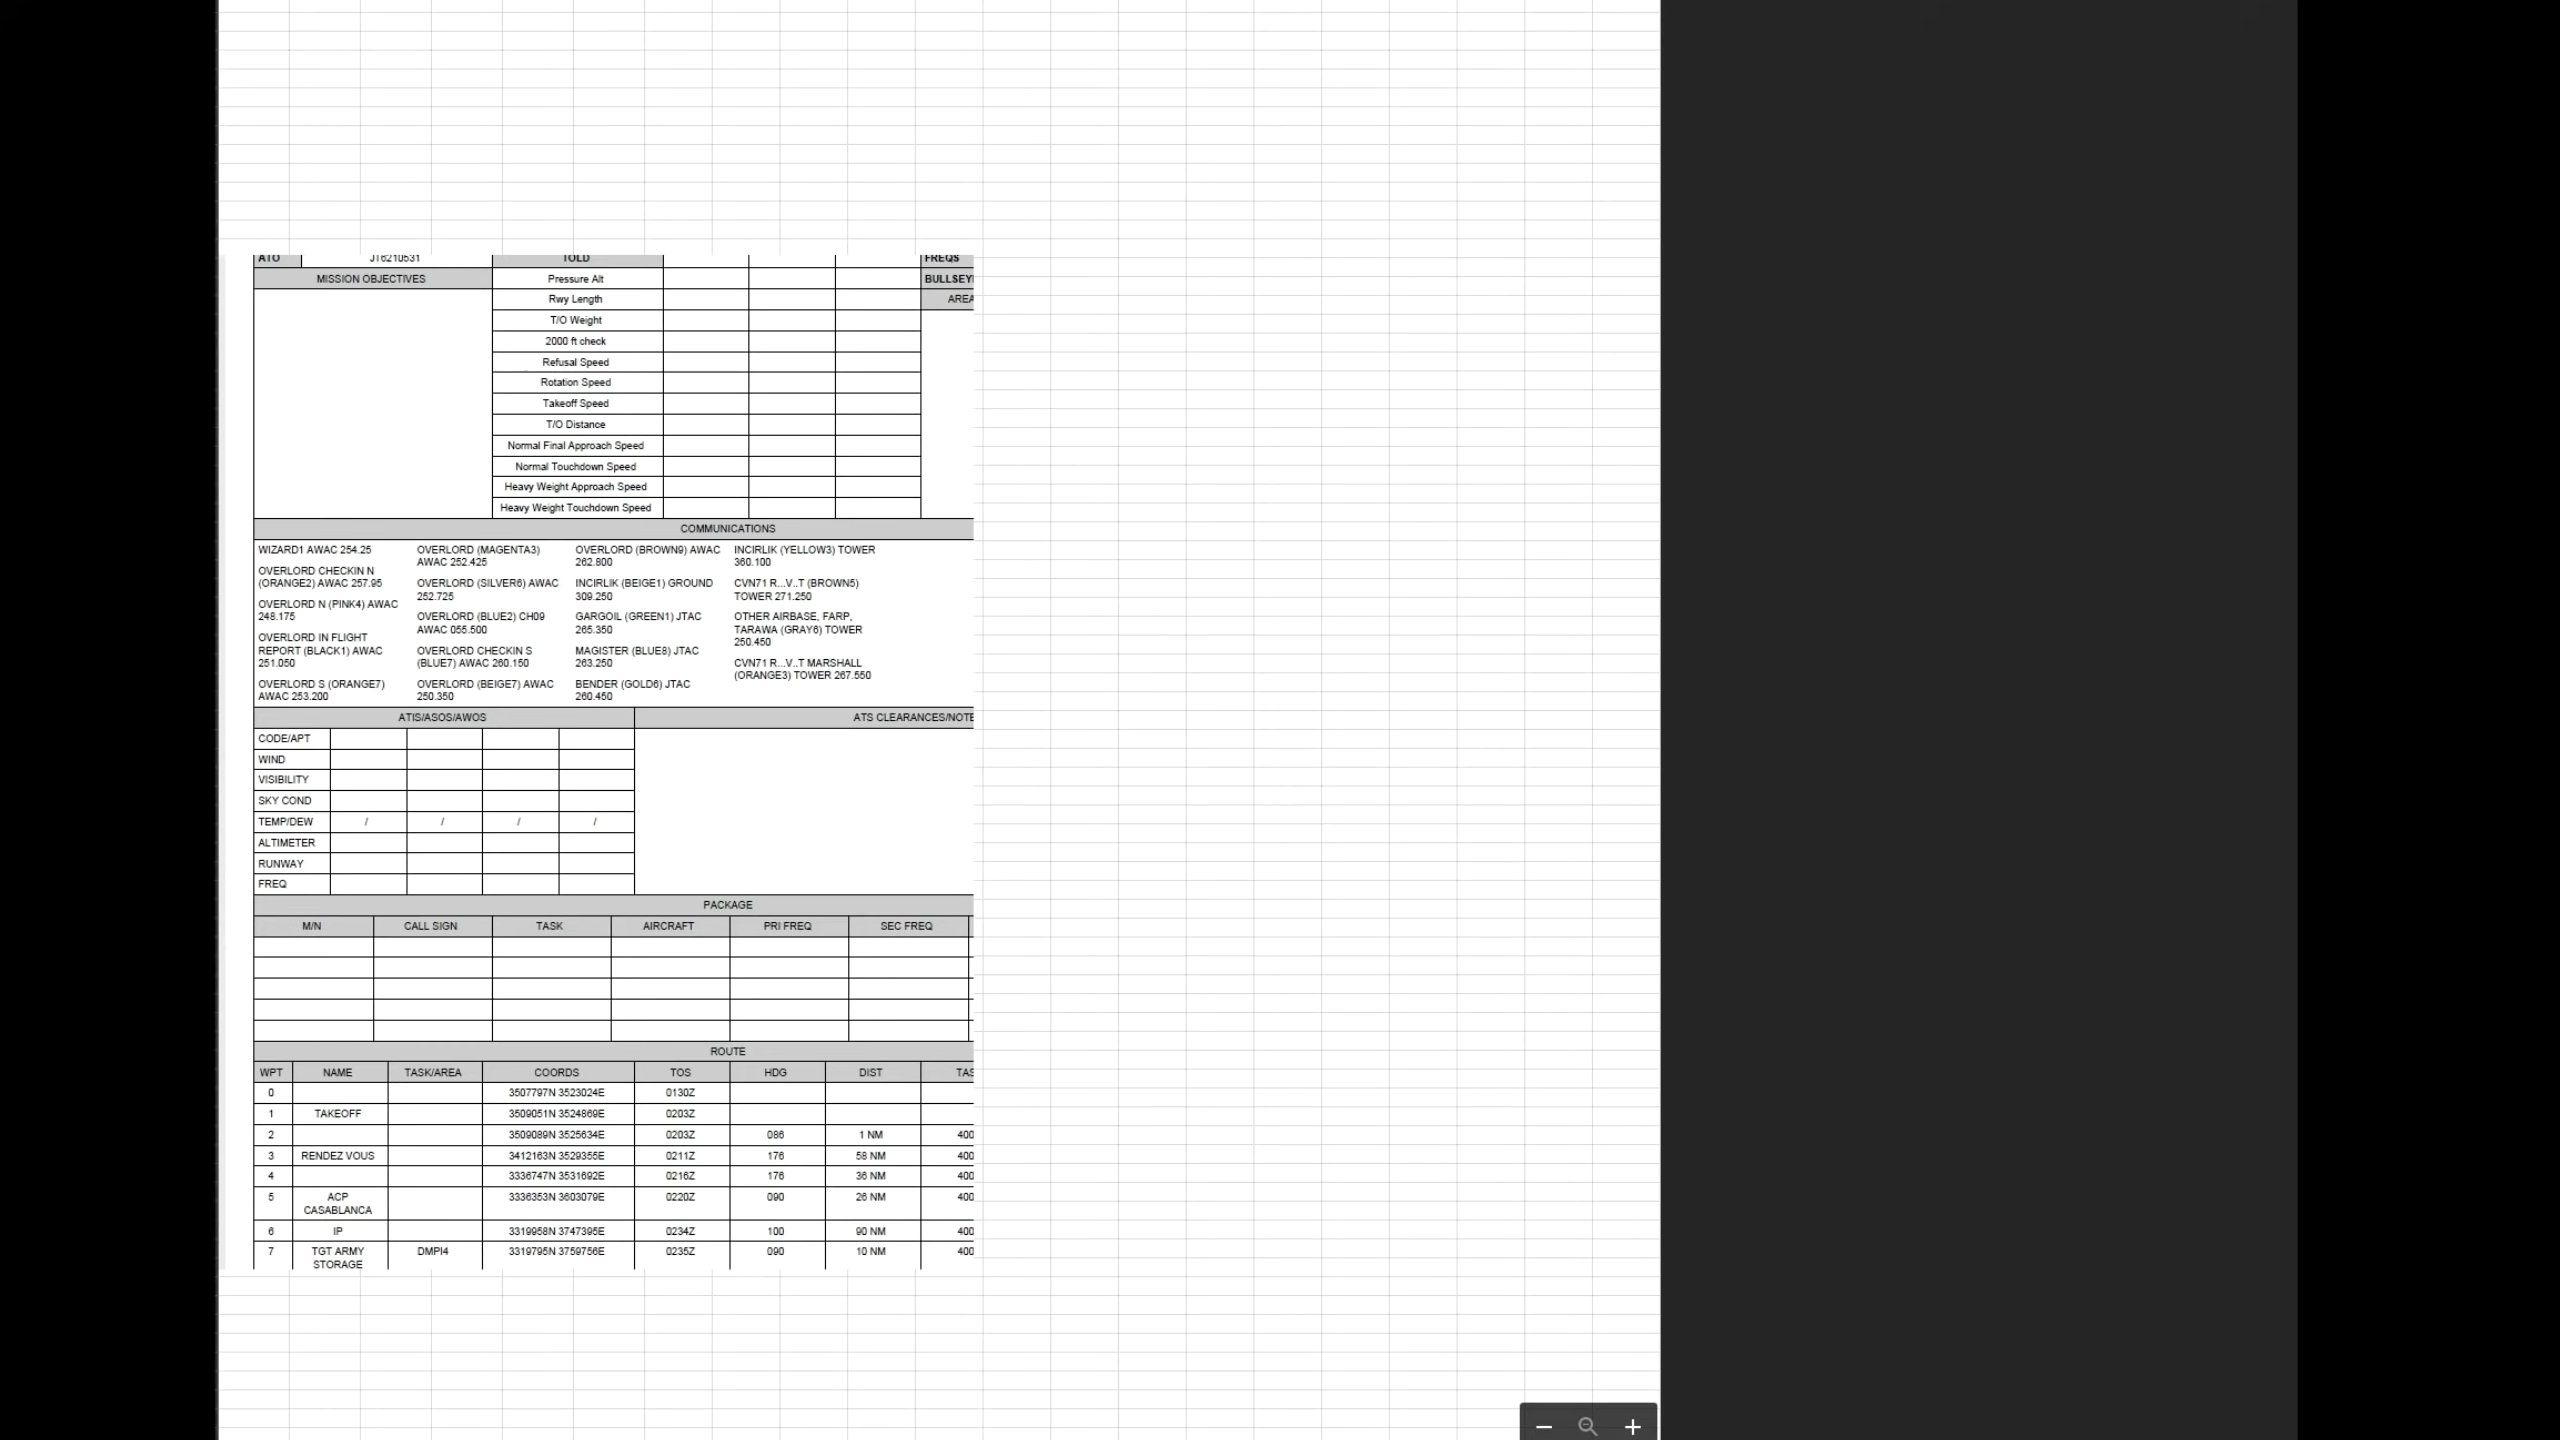 ATO JT6210531 TOLD FREQS
MISSION OBJECTIVES Pressure Alt BULLSEY
Rwy Length AREA
T/O Weight
2000 ft check
Refusal Speed
Rotation Speed
Takeoff Speed
T/O Distance
Normal Final Approach Speed
Normal Touchdown Speed
Heavy Weight Approach Speed
Heavy Weight Touchdown Speed
COMMUNICATIONS
WIZARD1 AWAC 254.25
OVERLORD CHECKIN N
(ORANGE2) AWAC 257.95
OVERLORD N (PINK4) AWAC
248.175
OVERLORD IN FLIGHT
REPORT (BLACK1) AWAC
251.050
OVERLORD S (ORANGE7)
AWAC 253.200
OVERLORD (MAGENTA3)
AWAC 252.425
OVERLORD (SILVER6) AWAC
252.725
OVERLORD (BLUE2) CH09
AWAC 055.500
OVERLORD CHECKIN S
(BLUE7) AWAC 260.150
OVERLORD (BEIGE7) AWAC
250.350
OVERLORD (BROWN9) AWAC
262.800
INCIRLIK (BEIGE1) GROUND
309.250
GARGOIL (GREEN1) JTAC
265.350
MAGISTER (BLUE8) JTAC
263.250
BENDER (GOLD6) JTAC
260.450
INCIRLIK (YELLOW3) TOWER
360.100
CVN71 R...V..T (BROWN5)
TOWER 271.250
OTHER AIRBASE, FARP,
TARAWA (GRAY6) TOWER
250.450
CVN71 R...V..T MARSHALL
(ORANGE3) TOWER 267.550
ATIS/ASOS/AWOS ATS CLEARANCES/NOTE
CODE/APT
WIND
VISIBILITY
SKY COND
TEMP/DEW / / / /
ALTIMETER
RUNWAY
FREQ
PACKAGE
M/N CALL SIGN TASK AIRCRAFT PRI FREQ SEC FREQ
ROUTE
WPT NAME TASK/AREA COORDS TOS HDG DIST TAS
0 3507797N 3523024E 0130Z
1 TAKEOFF 3509051N 3524869E 0203Z
2 3509089N 3525634E 0203Z 086 1 NM 400
3 RENDEZ VOUS 3412163N 3529355E 0211Z 176 58 NM 400
4 3336747N 3531692E 0216Z 176 36 NM 400
5 ACP 3336353N 3603079E 0220Z 090 26 NM 400
CASABLANCA
6 IP 3319958N 3747395E 0234Z 100 90 NM 400
7 TGT ARMY DMPI4 3319795N 3759756E 0235Z 090 10 NM 400
STORAGE